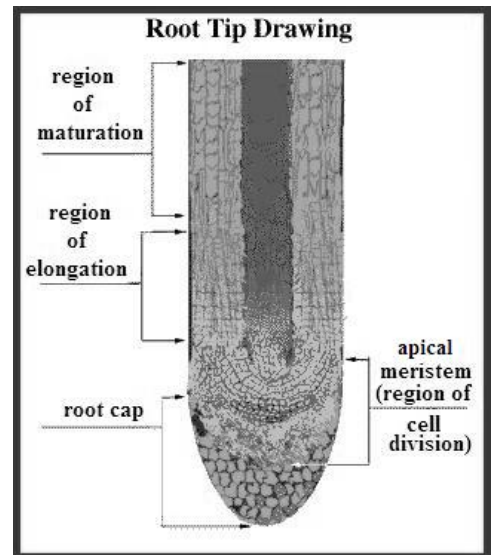 Root Tip Drawing
region
of
maturation
region
of
elongation
root cap
apical
meristem
(region of
cell
division)